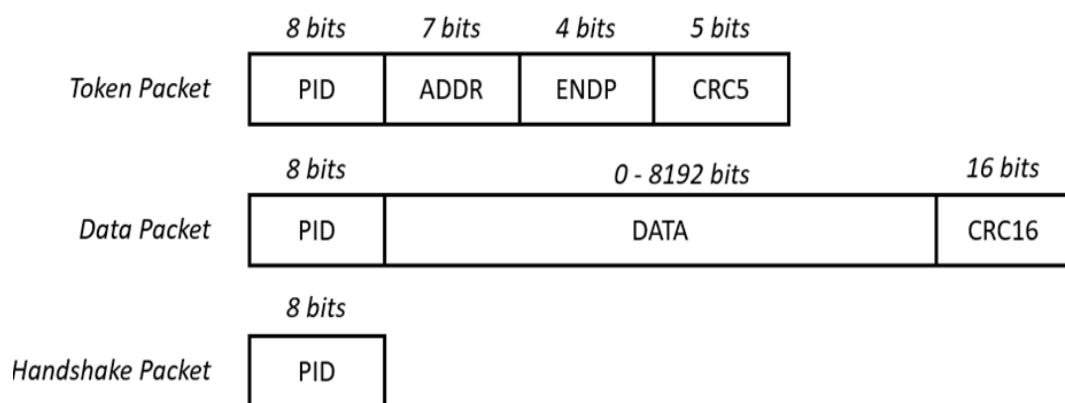 8 bits 7 bits 4 bits 5 bits
Token Packet PID ADDR ENDP CRC5
8 bits 0 - 8192 bits 16 bits
Data Packet PID DATA CRC16
8 bits
Handshake Packet PID